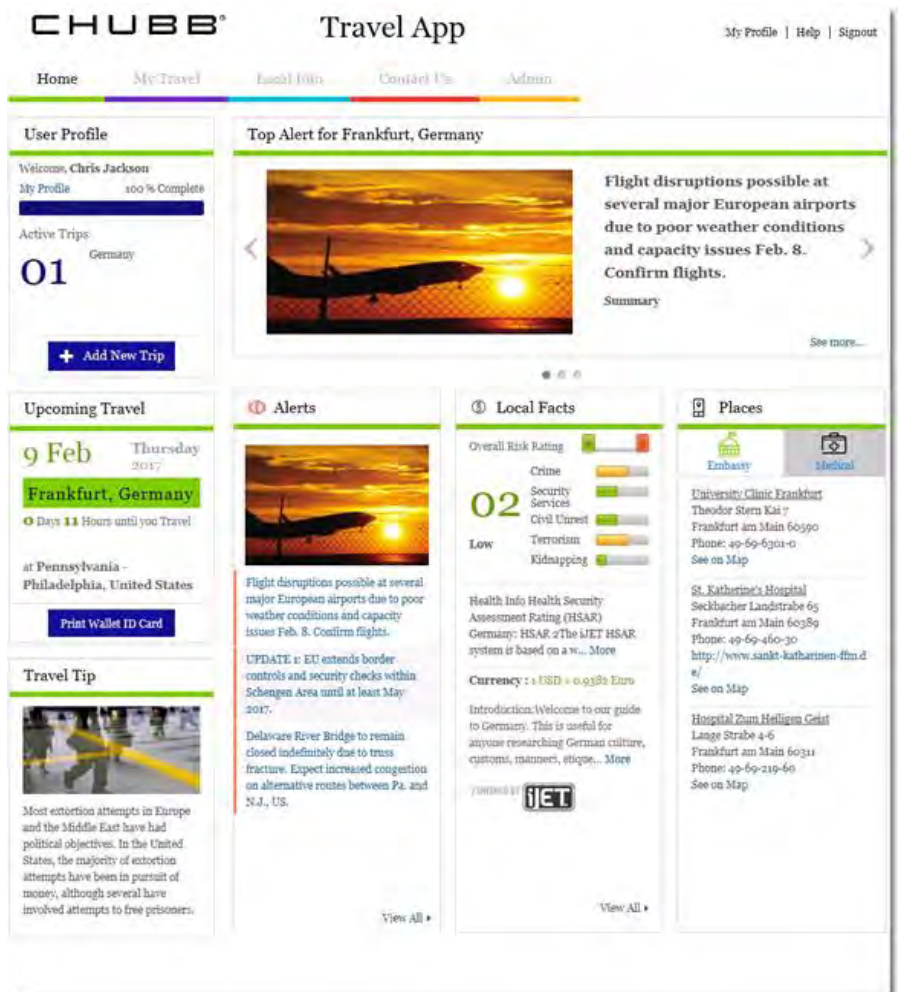 CHUBB®
Travel App
My Profile | Help | Signout
Home
My Travel
Local Info
Contact Us
Admin
User Profile
Welcome, Chris Jackson
My Profile 100 % Complete
Active Trips
01
Germany
+ Add New Trip
Top Alert for Frankfurt, Germany
Flight disruptions possible at
several major European airports
due to poor weather conditions
and capacity issues Feb. 8.
Confirm flights.
Summary
See more...
Upcoming Travel
9 Feb
Thursday
2017
Frankfurt, Germany
0 Days 11 Hours until you Travel
at Pennsylvania -
Philadelphia, United States
Print Wallet ID Card
Travel Tip
Most extortion attempts in Europe
and the Middle East have had
political objectives. In the United
States, the majority of extortion
attempts have been in pursuit of
money, although several have
involved attempts to free prisoners.
Alerts
Flight disruptions possible at several
major European airports due to poor
weather conditions and capacity
issues Feb. 8. Confirm flights.
UPDATE 1: EU extends border
controls and security checks within
Schengen Area until at least May
2017.
Delaware River Bridge to remain
closed indefinitely due to truss
fracture. Expect increased congestion
on alternative routes between Pa. and
N.J., US.
View All
Local Facts
Overall Risk Rating
02
Low
Crime
Security
Services
Civil Unrest
Terrorism
Kidnapping
Health Info Health Security
Assessment Rating (HSAR)
Germany: HSAR 2The iJET HSAR
system is based on a w... More
Currency : 1 USD = 0.9382 Euro
Introduction:Welcome to our guide
to Germany. This is useful for
anyone researching German culture,
customs, manners, etique... More
POWERED BY iJET
View All
Places
Embassy
Medical
University Clinic Frankfurt
Theodor Stern Kai 7
Frankfurt am Main 60590
Phone: 49-69-6301-0
See on Map
St. Katherine's Hospital
Seckbacher Landstrabe 65
Frankfurt am Main 60389
Phone: 49-69-460-30
http://www.sankt-katharinen-ffm.d
e/
See on Map
Hospital Zum Heiligen Geist
Lange Strabe 4-6
Frankfurt am Main 60311
Phone: 49-69-219-60
See on Map